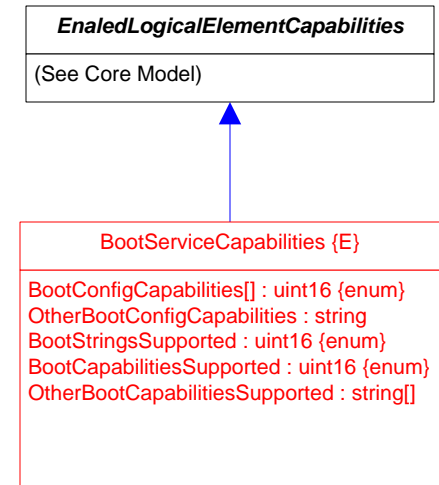 EnaledLogicalElementCapabilities
(See Core Model)
BootServiceCapabilities {E}
BootConfigCapabilities[] : uint16 {enum}
OtherBootConfigCapabilities : string
BootStringsSupported : uint16 {enum}
BootCapabilitiesSupported : uint16 {enum}
OtherBootCapabilitiesSupported : string[]